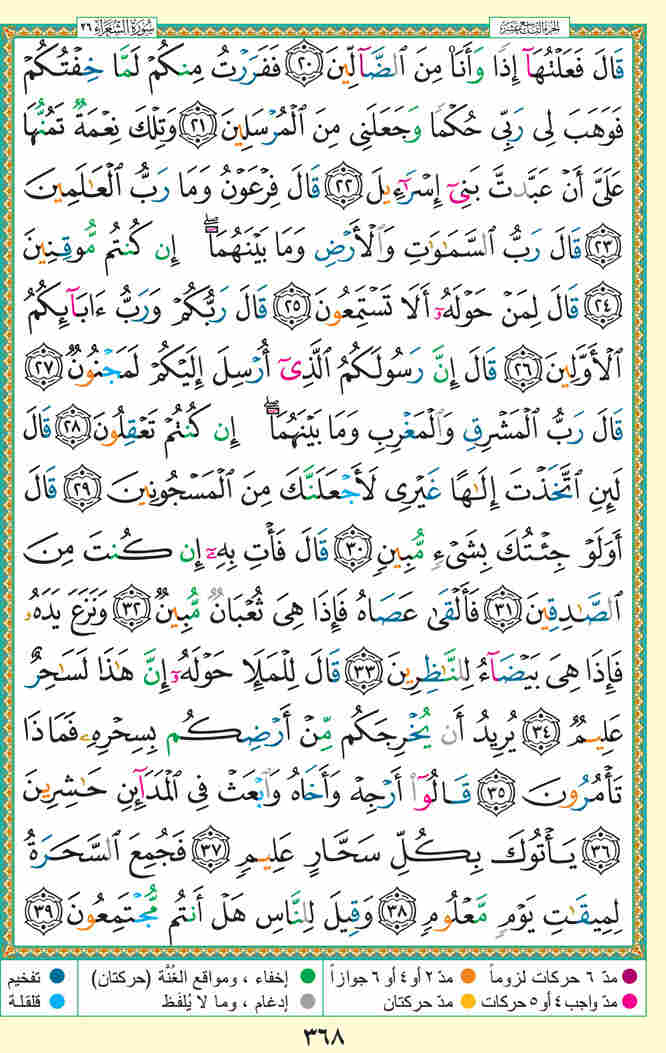 سُورَةُ الشُّعَرَاءِ ٢٦
الجزء التاسع عشر
قَالَ فَعَلْتُهَآ إِذًا وَأَنَا۠ مِنَ ٱلضَّآلِّينَ ﴿٢٠﴾ فَفَرَرْتُ مِنكُمْ لَمَّا خِفْتُكُمْ
فَوَهَبَ لِى رَبِّى حُكْمًا وَجَعَلَنِى مِنَ ٱلْمُرْسَلِينَ ﴿٢١﴾ وَتِلْكَ نِعْمَةٌ تَمُنُّهَا
عَلَىَّ أَنْ عَبَّدتَّ بَنِىٓ إِسْرَٰٓءِيلَ ﴿٢٢﴾ قَالَ فِرْعَوْنُ وَمَا رَبُّ ٱلْعَٰلَمِينَ
﴿٢٣﴾ قَالَ رَبُّ ٱلسَّمَٰوَٰتِ وَٱلْأَرْضِ وَمَا بَيْنَهُمَآ ۖ إِن كُنتُم مُّوقِنِينَ
﴿٢٤﴾ قَالَ لِمَنْ حَوْلَهُۥٓ أَلَا تَسْتَمِعُونَ ﴿٢٥﴾ قَالَ رَبُّكُمْ وَرَبُّ ءَابَآئِكُمُ
ٱلْأَوَّلِينَ ﴿٢٦﴾ قَالَ إِنَّ رَسُولَكُمُ ٱلَّذِىٓ أُرْسِلَ إِلَيْكُمْ لَمَجْنُونٌ ﴿٢٧﴾
قَالَ رَبُّ ٱلْمَشْرِقِ وَٱلْمَغْرِبِ وَمَا بَيْنَهُمَآ ۖ إِن كُنتُمْ تَعْقِلُونَ ﴿٢٨﴾ قَالَ
لَئِنِ ٱتَّخَذْتَ إِلَٰهًا غَيْرِى لَأَجْعَلَنَّكَ مِنَ ٱلْمَسْجُونِينَ ﴿٢٩﴾ قَالَ
أَوَلَوْ جِئْتُكَ بِشَىْءٍ مُّبِينٍ ﴿٣٠﴾ قَالَ فَأْتِ بِهِۦٓ إِن كُنتَ مِنَ
ٱلصَّٰدِقِينَ ﴿٣١﴾ فَأَلْقَىٰ عَصَاهُ فَإِذَا هِىَ ثُعْبَانٌ مُّبِينٌ ﴿٣٢﴾ وَنَزَعَ يَدَهُۥ
فَإِذَا هِىَ بَيْضَآءُ لِلنَّٰظِرِينَ ﴿٣٣﴾ قَالَ لِلْمَلَإِ حَوْلَهُۥٓ إِنَّ هَٰذَا لَسَٰحِرٌ
عَلِيمٌ ﴿٣٤﴾ يُرِيدُ أَن يُخْرِجَكُم مِّنْ أَرْضِكُم بِسِحْرِهِۦ فَمَاذَا
تَأْمُرُونَ ﴿٣٥﴾ قَالُوٓا۟ أَرْجِهْ وَأَخَاهُ وَٱبْعَثْ فِى ٱلْمَدَآئِنِ حَٰشِرِينَ
﴿٣٦﴾ يَأْتُوكَ بِكُلِّ سَحَّارٍ عَلِيمٍ ﴿٣٧﴾ فَجُمِعَ ٱلسَّحَرَةُ
لِمِيقَٰتِ يَوْمٍ مَّعْلُومٍ ﴿٣٨﴾ وَقِيلَ لِلنَّاسِ هَلْ أَنتُم مُّجْتَمِعُونَ ﴿٣٩﴾
مدّ ٦ حركات لزوماً مدّ ٢ أو ٤ أو ٦ جوازاً إخفاء ، ومواقع الغُنَّة (حركتان) تفخيم
مدّ واجب ٤ أو ٥ حركات مدّ حركتان إدغام ، وما لا يُلفَظ قلقلة
٣٦٨